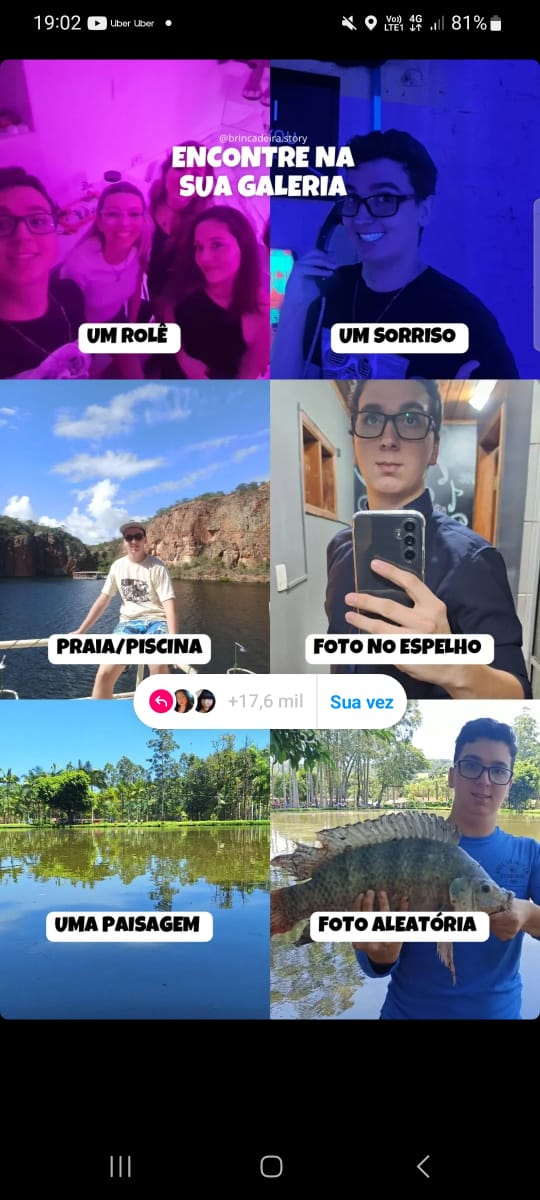 19:02 Uber Uber
Vo)) 4G 81%
LTE1
@brincadeira.story
ENCONTRE NA
SUA GALERIA
UM ROLÊ
UM SORRISO
PRAIA/PISCINA
FOTO NO ESPELHO
+17,6 mil
Sua vez
UMA PAISAGEM
FOTO ALEATÓRIA